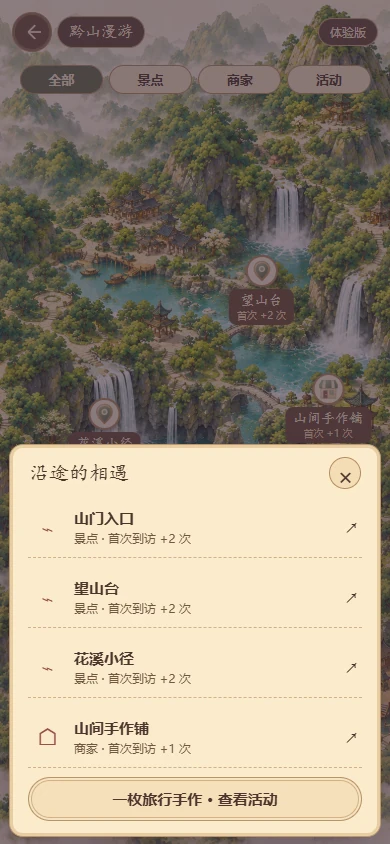 黔山漫游
体验版
全部
景点
商家
活动
望山台
首次 +2 次
山间手作铺
首次 +1 次
花溪小径
沿途的相遇
山门入口
景点 · 首次到访 +2 次
望山台
景点 · 首次到访 +2 次
花溪小径
景点 · 首次到访 +2 次
山间手作铺
商家 · 首次到访 +1 次
一枚旅行手作 · 查看活动